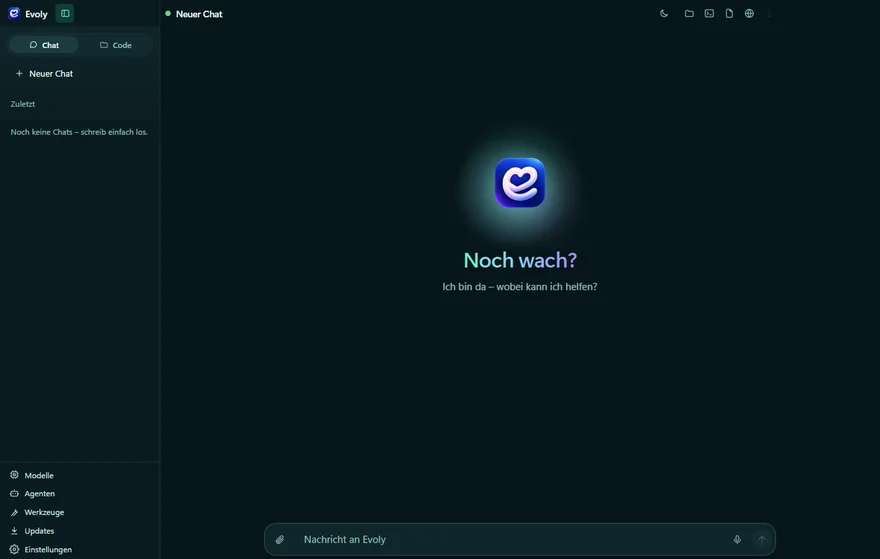 Evoly
Neuer Chat
Chat
Code
Neuer Chat
Zuletzt
Noch keine Chats – schreib einfach los.
Noch wach?
Ich bin da – wobei kann ich helfen?
Modelle
Agenten
Werkzeuge
Updates
Einstellungen
Nachricht an Evoly